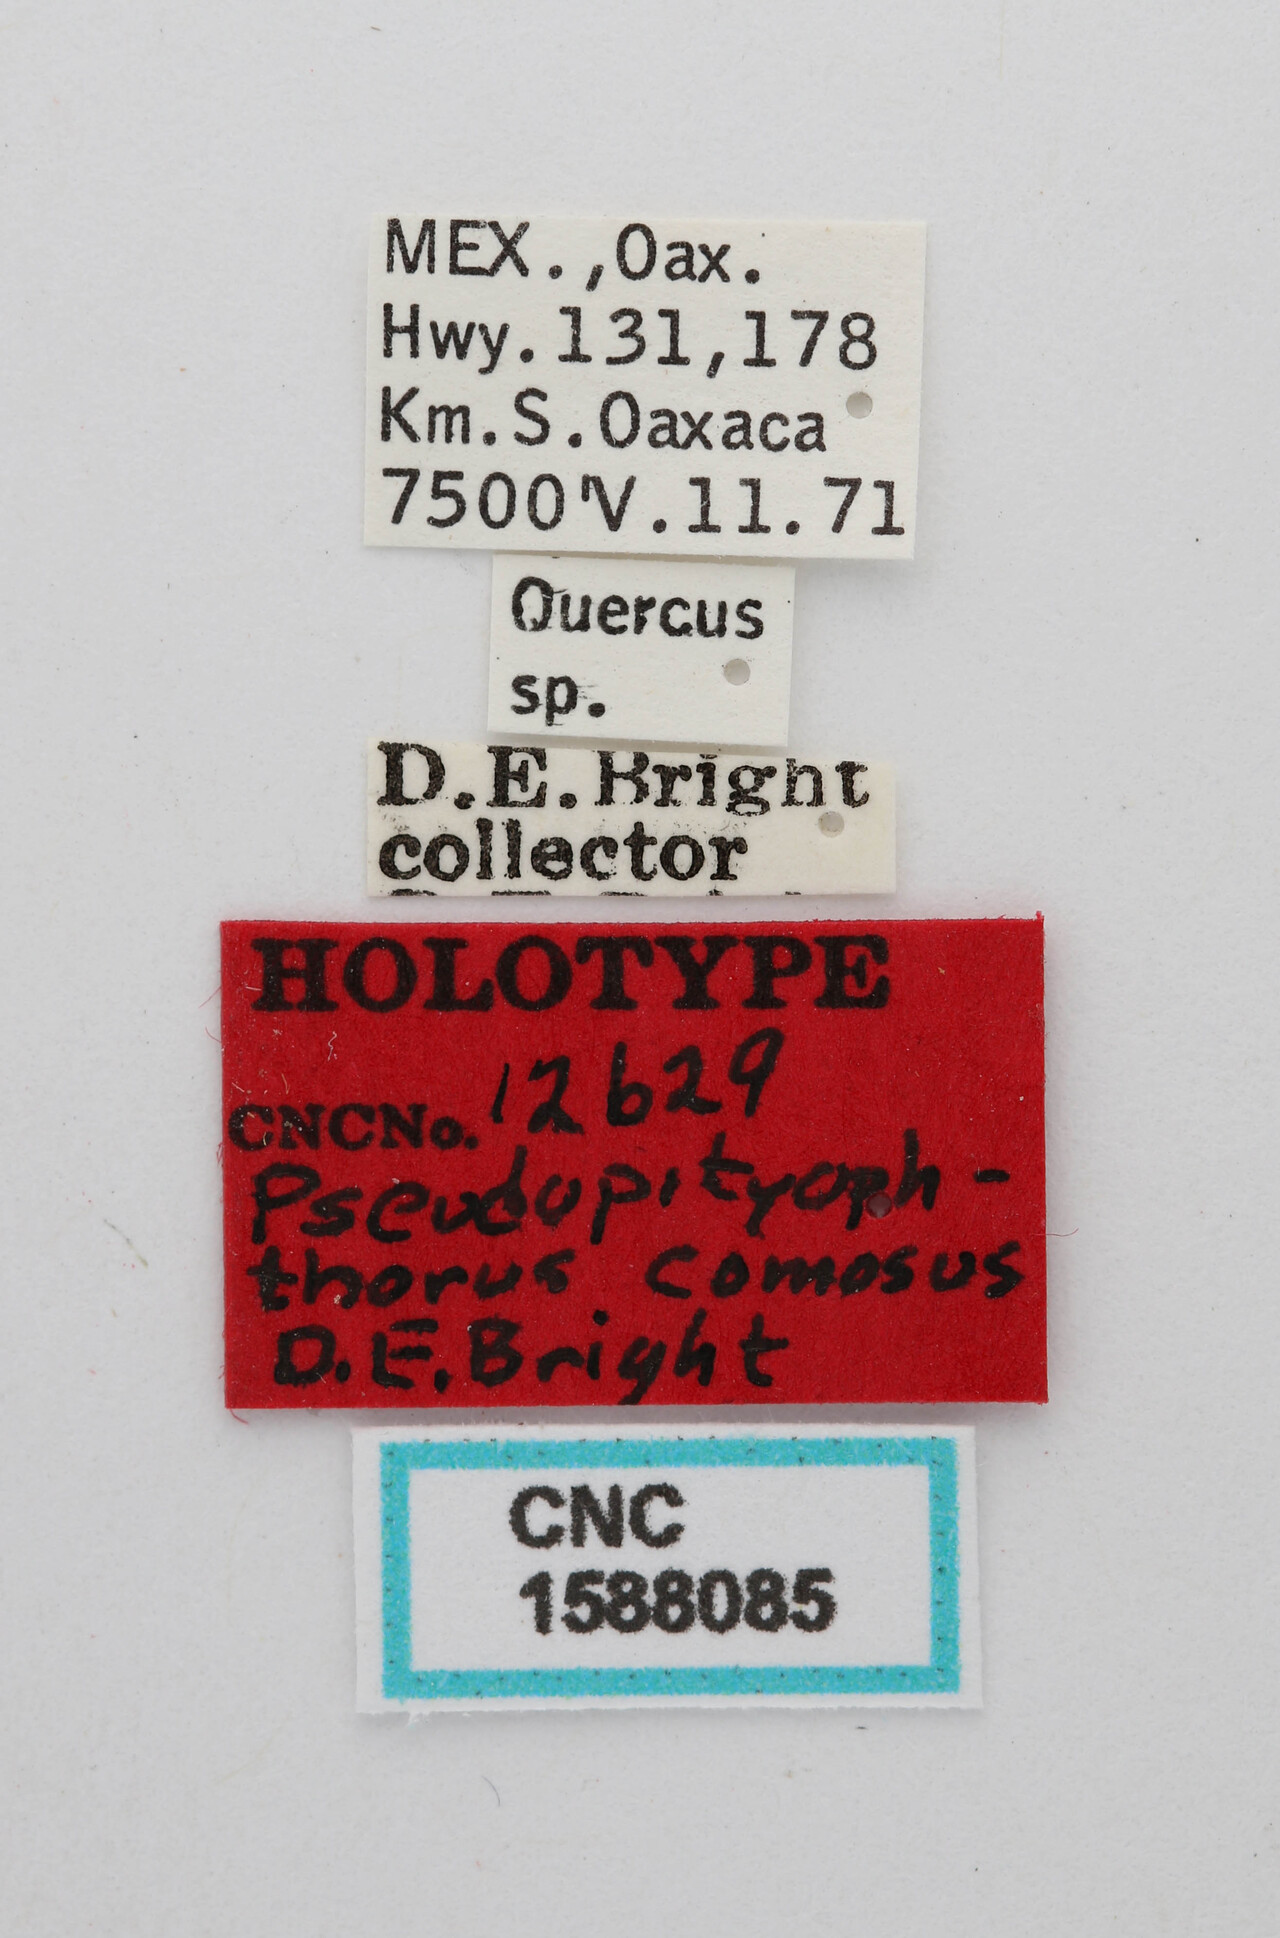 MEX.,Oax.
Hwy.131,178
Km.S.Oaxaca
7500'V.11.71
Quercus
sp.
D.E.Bright
collector
HOLOTYPE
CNCNo. 12629
Pseudopityoph-
thorus comosus
D.E.Bright
CNC
1588085